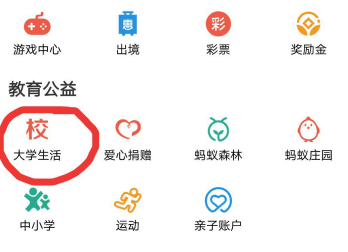 游戏中心 惠 出境 彩 彩票 奖励金
教育公益
校
大学生活 爱心捐赠 蚂蚁森林 蚂蚁庄园
中小学 运动 亲子账户